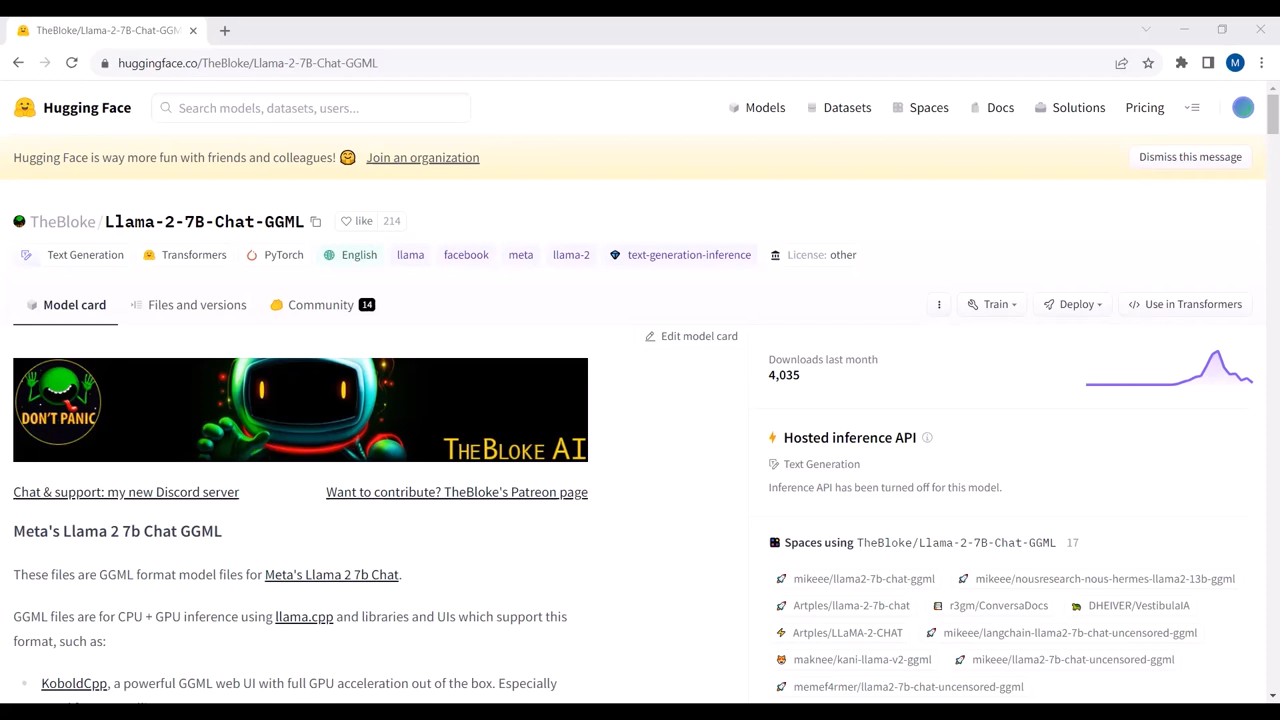 TheBloke/Llama-2-7B-Chat-GGM
huggingface.co/TheBloke/Llama-2-7B-Chat-GGML
M
Hugging Face
Search models, datasets, users...
Models
Datasets
Spaces
Docs
Solutions
Pricing
Hugging Face is way more fun with friends and colleagues! Join an organization
Dismiss this message
TheBloke/Llama-2-7B-Chat-GGML
like 214
Text Generation
Transformers
PyTorch
English
llama
facebook
meta
llama-2
text-generation-inference
License: other
Model card
Files and versions
Community 14
Train
Deploy
</> Use in Transformers
Edit model card
DON'T PANIC
THEBLOKE AI
Chat & support: my new Discord server
Want to contribute? TheBloke's Patreon page
Meta's Llama 2 7b Chat GGML
These files are GGML format model files for Meta's Llama 2 7b Chat.
GGML files are for CPU + GPU inference using llama.cpp and libraries and UIs which support this
format, such as:
KoboldCpp, a powerful GGML web UI with full GPU acceleration out of the box. Especially
Downloads last month
4,035
Hosted inference API
Text Generation
Inference API has been turned off for this model.
Spaces using TheBloke/Llama-2-7B-Chat-GGML 17
mikeee/llama2-7b-chat-ggml
mikeee/nousresearch-nous-hermes-llama2-13b-ggml
Artples/llama-2-7b-chat
r3gm/ConversaDocs
DHEIVER/VestibulaIA
Artples/LLaMA-2-CHAT
mikeee/langchain-llama2-7b-chat-uncensored-ggml
maknee/kani-llama-v2-ggml
mikeee/llama2-7b-chat-uncensored-ggml
memef4rmer/llama2-7b-chat-uncensored-ggml